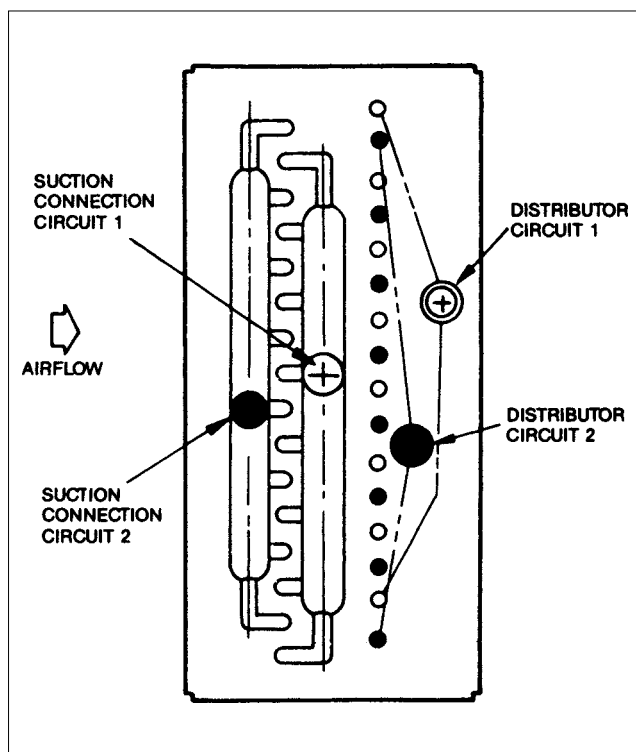 SUCTION
CONNECTION
CIRCUIT 1
DISTRIBUTOR
CIRCUIT 1
AIRFLOW
DISTRIBUTOR
CIRCUIT 2
SUCTION
CONNECTION
CIRCUIT 2